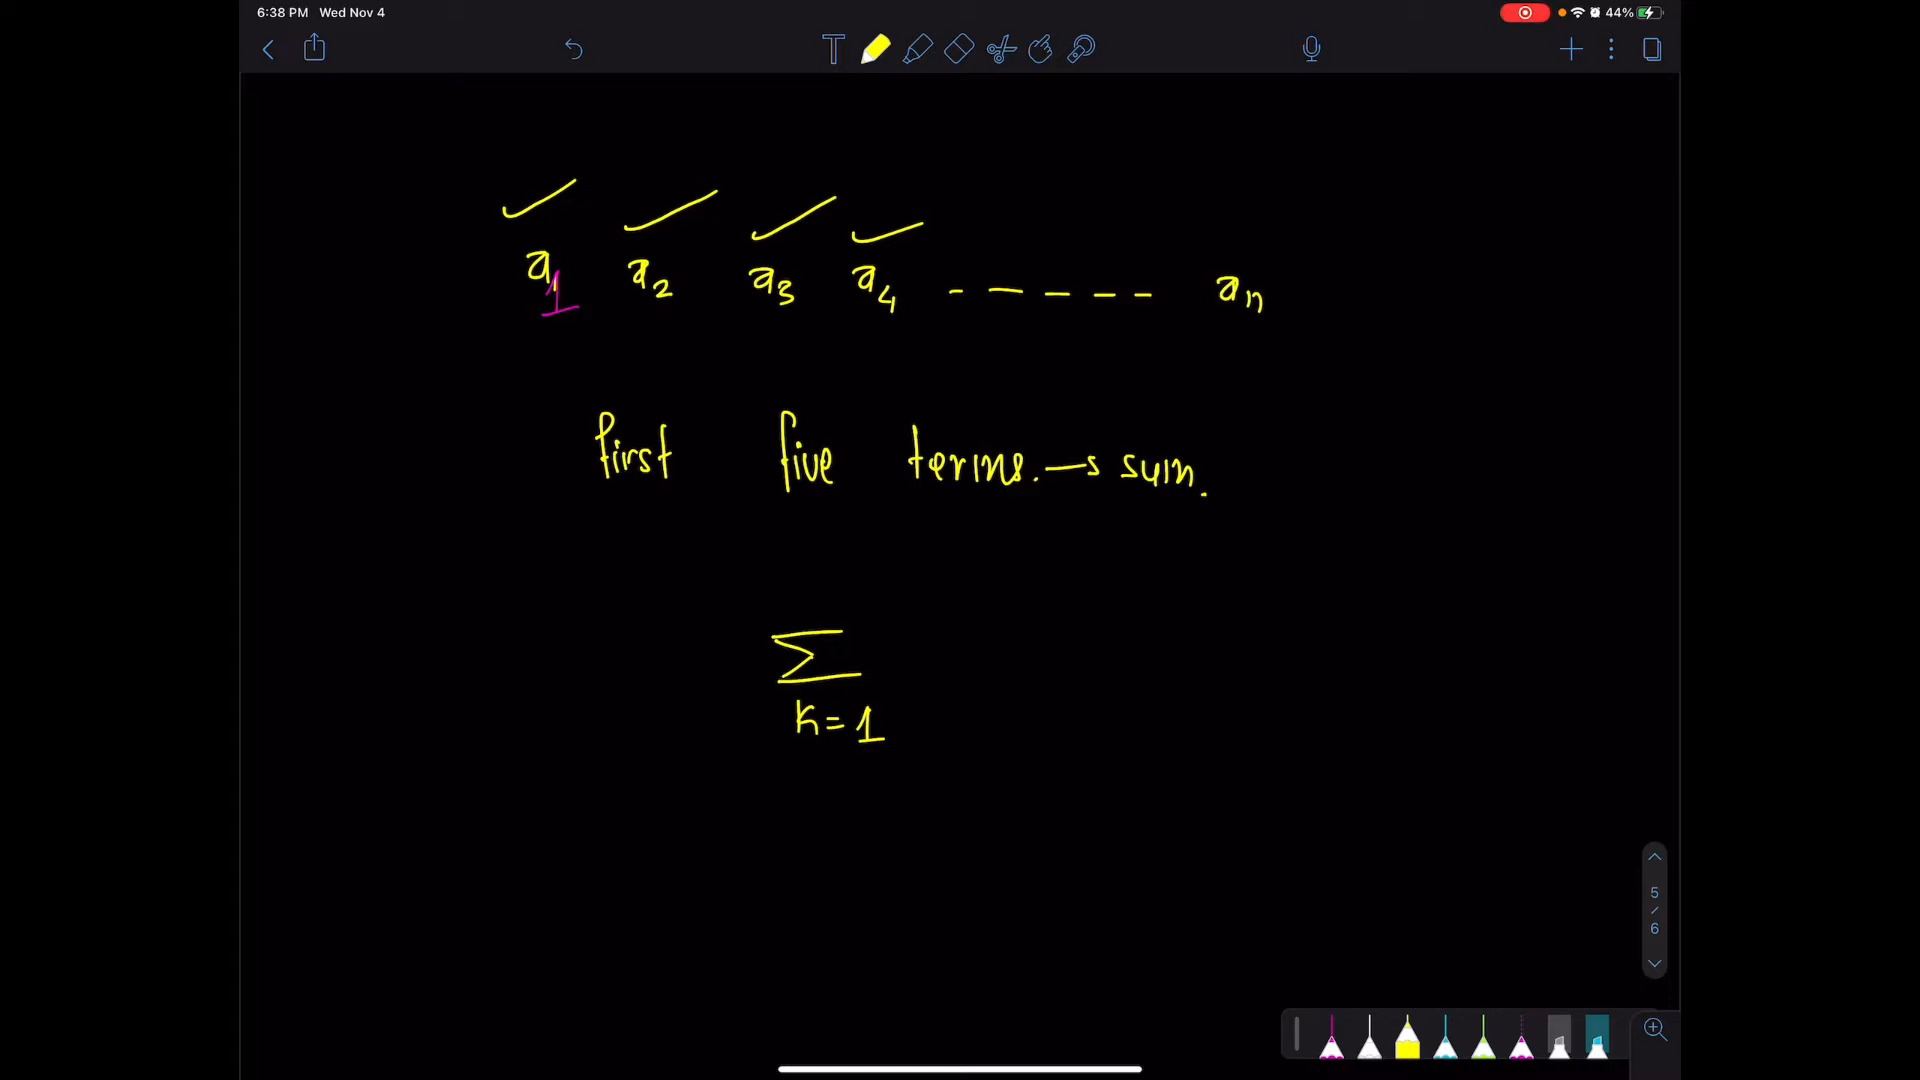 6:38 PM Wed Nov 4
44%
T
a₁ a₂ a₃ a₄ - - - - - aₙ
1
first five terms. → sum.
Σ
k = 1
5
/
6